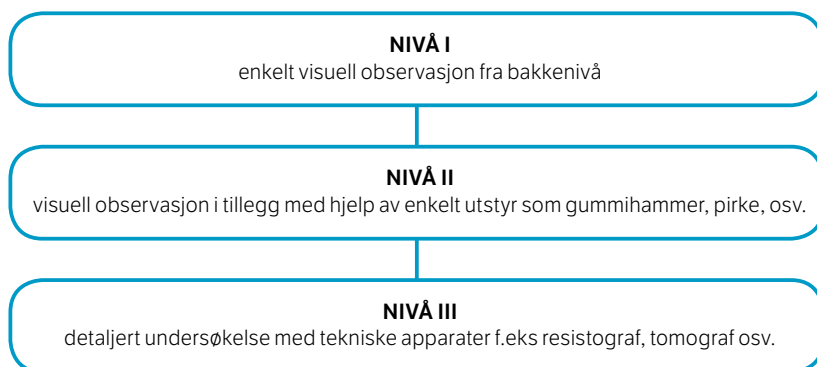 NIVÅ I
enkelt visuell observasjon fra bakkenivå
NIVÅ II
visuell observasjon i tillegg med hjelp av enkelt utstyr som gummihammer, pirke, osv.
NIVÅ III
detaljert undersøkelse med tekniske apparater f.eks resistograf, tomograf osv.